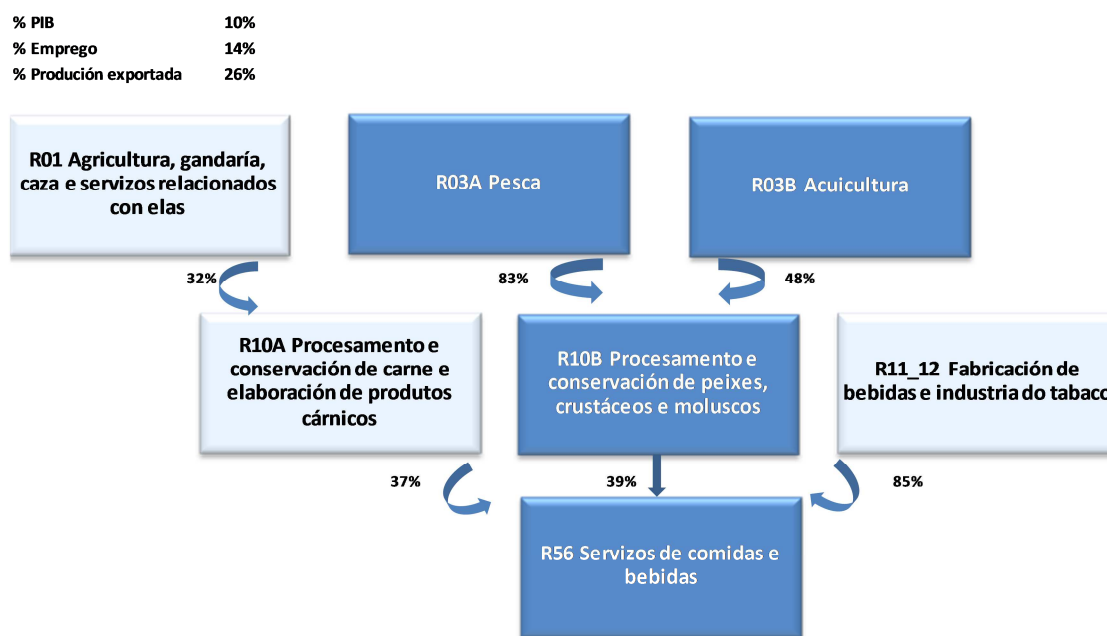 % PIB 10%
% Emprego 14%
% Produción exportada 26%
R01 Agricultura, gandaría,
caza e servizos relacionados
con elas
R03A Pesca
R03B Acuicultura
32%
83%
48%
R10A Procesamento e
conservación de carne e
elaboración de produtos
cárnicos
R10B Procesamento e
conservación de peixes,
crustáceos e moluscos
R11_12 Fabricación de
bebidas e industria do tabaco
37%
39%
85%
R56 Servizos de comidas e
bebidas